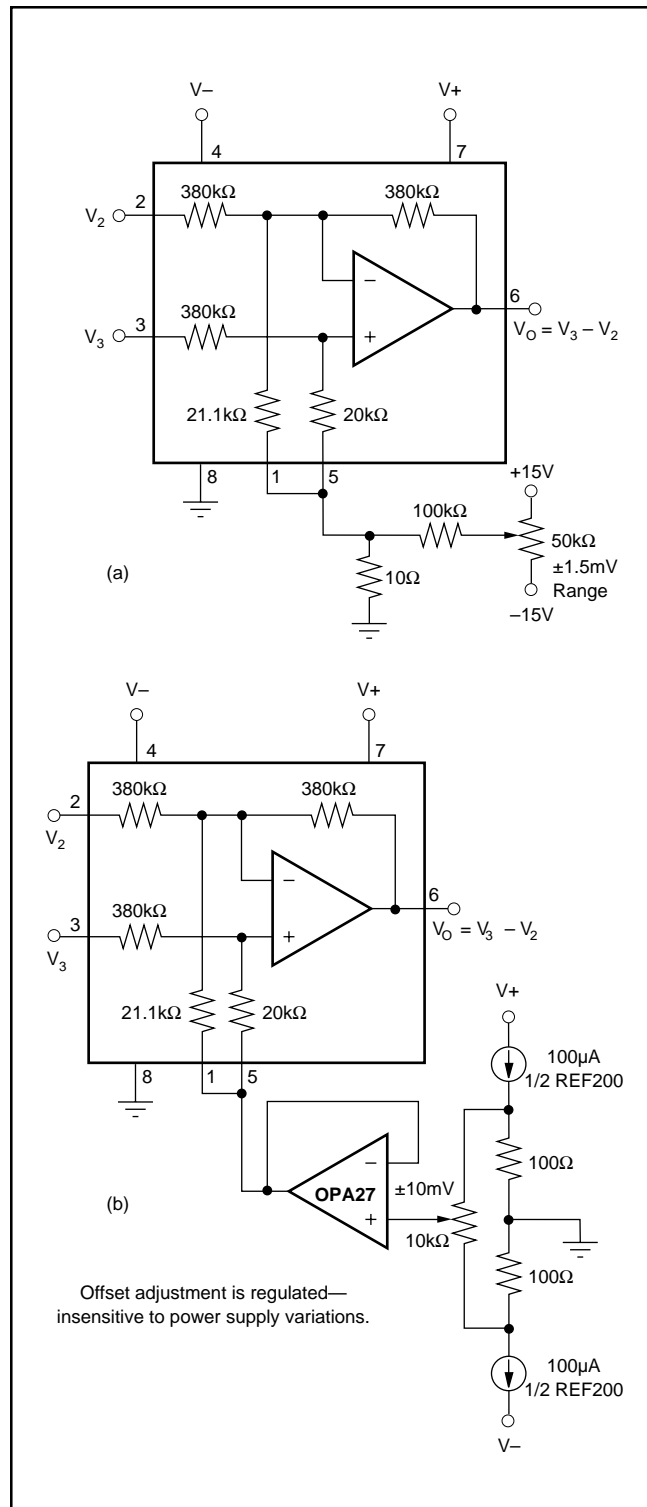 V–
V+
4
7
2
380kΩ
380kΩ
V2
–
6
3
380kΩ
V3
+
VO = V3 – V2
21.1kΩ
20kΩ
8
1
5
+15V
100kΩ
50kΩ
(a)
10Ω
±1.5mV
Range
–15V
V–
V+
4
7
2
380kΩ
380kΩ
V2
–
6
3
380kΩ
V3
+
VO = V3 – V2
21.1kΩ
20kΩ
V+
8
1
5
100µA
1/2 REF200
–
100Ω
(b)
OPA27
±10mV
+
10kΩ
100Ω
Offset adjustment is regulated—
insensitive to power supply variations.
100µA
1/2 REF200
V–